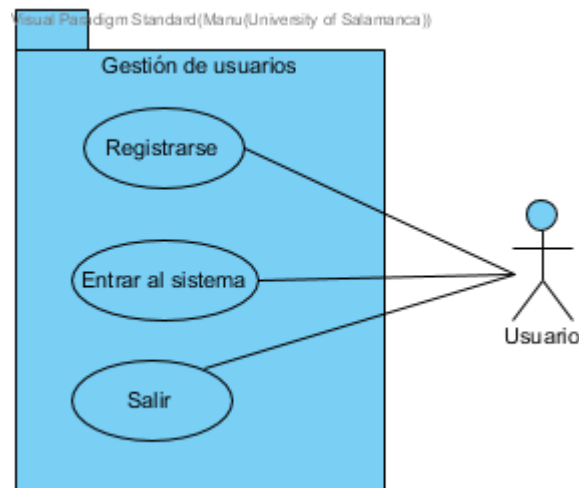 Visual Paradigm Standard(Manu(University of Salamanca))
Gestión de usuarios
Registrarse
Entrar al sistema
Salir
Usuario